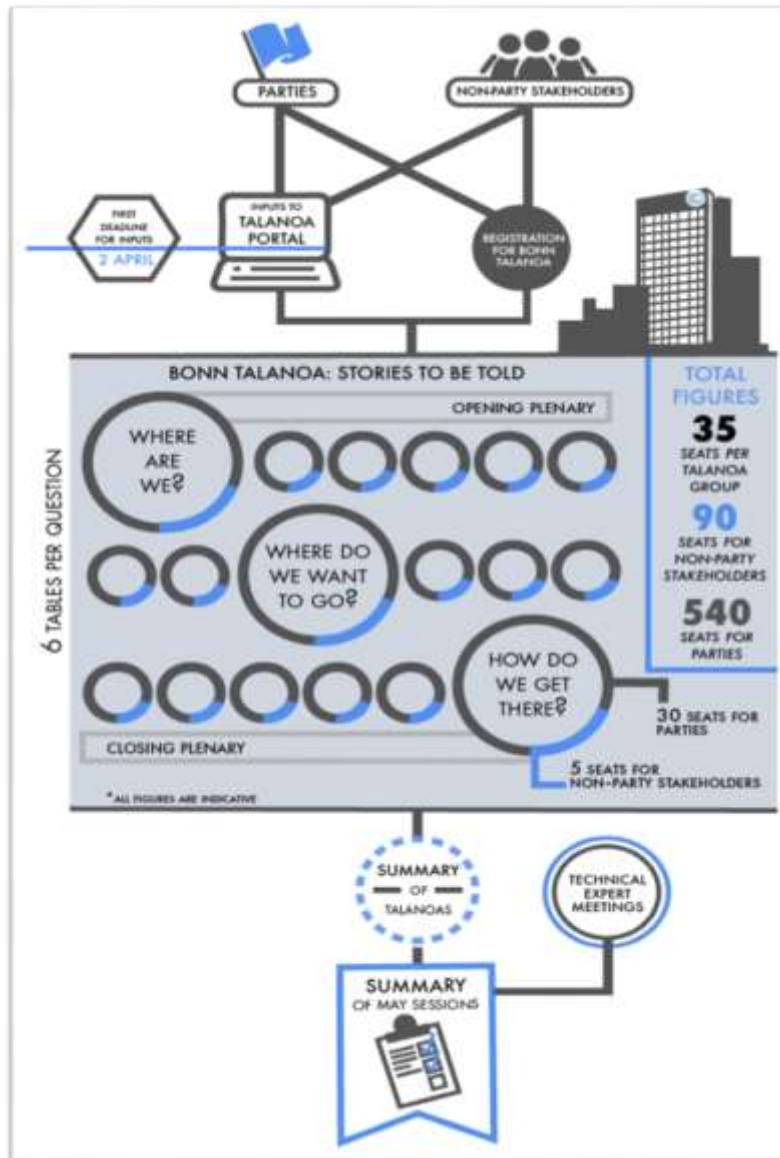 PARTIES
NON-PARTY STAKEHOLDERS
FIRST
DEADLINE
FOR INPUTS
2 APRIL
INPUTS TO
TALANOA
PORTAL
REGISTRATION
FOR BONN
TALANOA
BONN TALANOA: STORIES TO BE TOLD
OPENING PLENARY
WHERE
ARE
WE?
WHERE DO
WE WANT
TO GO?
HOW DO
WE GET
THERE?
6 TABLES PER QUESTION
TOTAL
FIGURES
35
SEATS PER
TALANOA
GROUP
90
SEATS FOR
NON-PARTY
STAKEHOLDERS
540
SEATS FOR
PARTIES
30 SEATS FOR
PARTIES
5 SEATS FOR
NON-PARTY STAKEHOLDERS
CLOSING PLENARY
*ALL FIGURES ARE INDICATIVE
SUMMARY
OF
TALANOAS
TECHNICAL
EXPERT
MEETINGS
SUMMARY
OF MAY SESSIONS